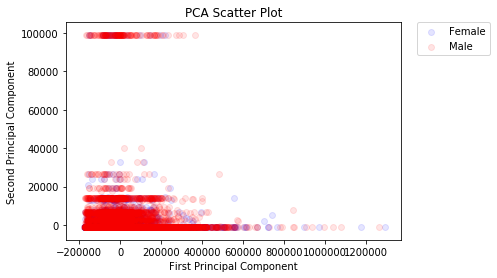 PCA Scatter Plot
100000
80000
60000
40000
20000
0
Second Principal Component
−200000 0 200000 400000 600000 800000 1000000 1200000
First Principal Component
Female
Male